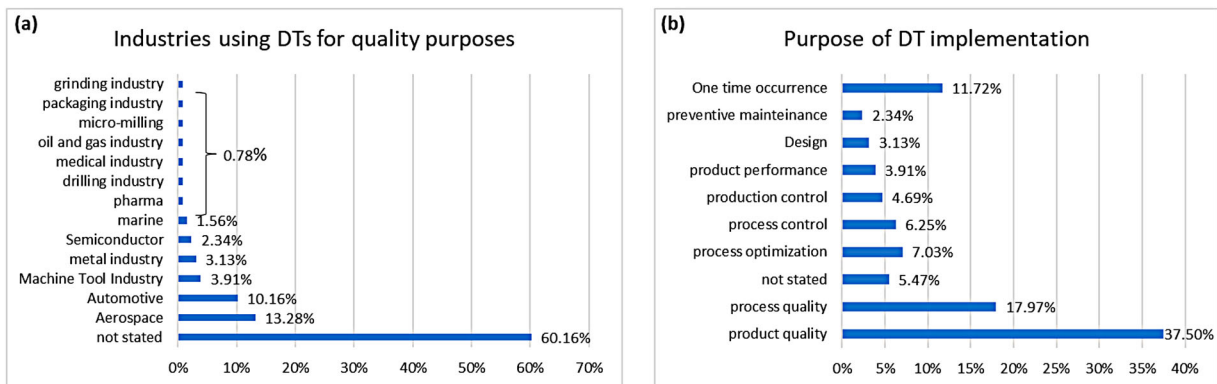 (a)
Industries using DTs for quality purposes
grinding industry
packaging industry
micro-milling
oil and gas industry
medical industry
drilling industry
pharma
0.78%
marine 1.56%
Semiconductor 2.34%
metal industry 3.13%
Machine Tool Industry 3.91%
Automotive 10.16%
Aerospace 13.28%
not stated 60.16%
0% 10% 20% 30% 40% 50% 60% 70%
(b)
Purpose of DT implementation
One time occurrence 11.72%
preventive mainteinance 2.34%
Design 3.13%
product performance 3.91%
production control 4.69%
process control 6.25%
process optimization 7.03%
not stated 5.47%
process quality 17.97%
product quality 37.50%
0% 5% 10% 15% 20% 25% 30% 35% 40%